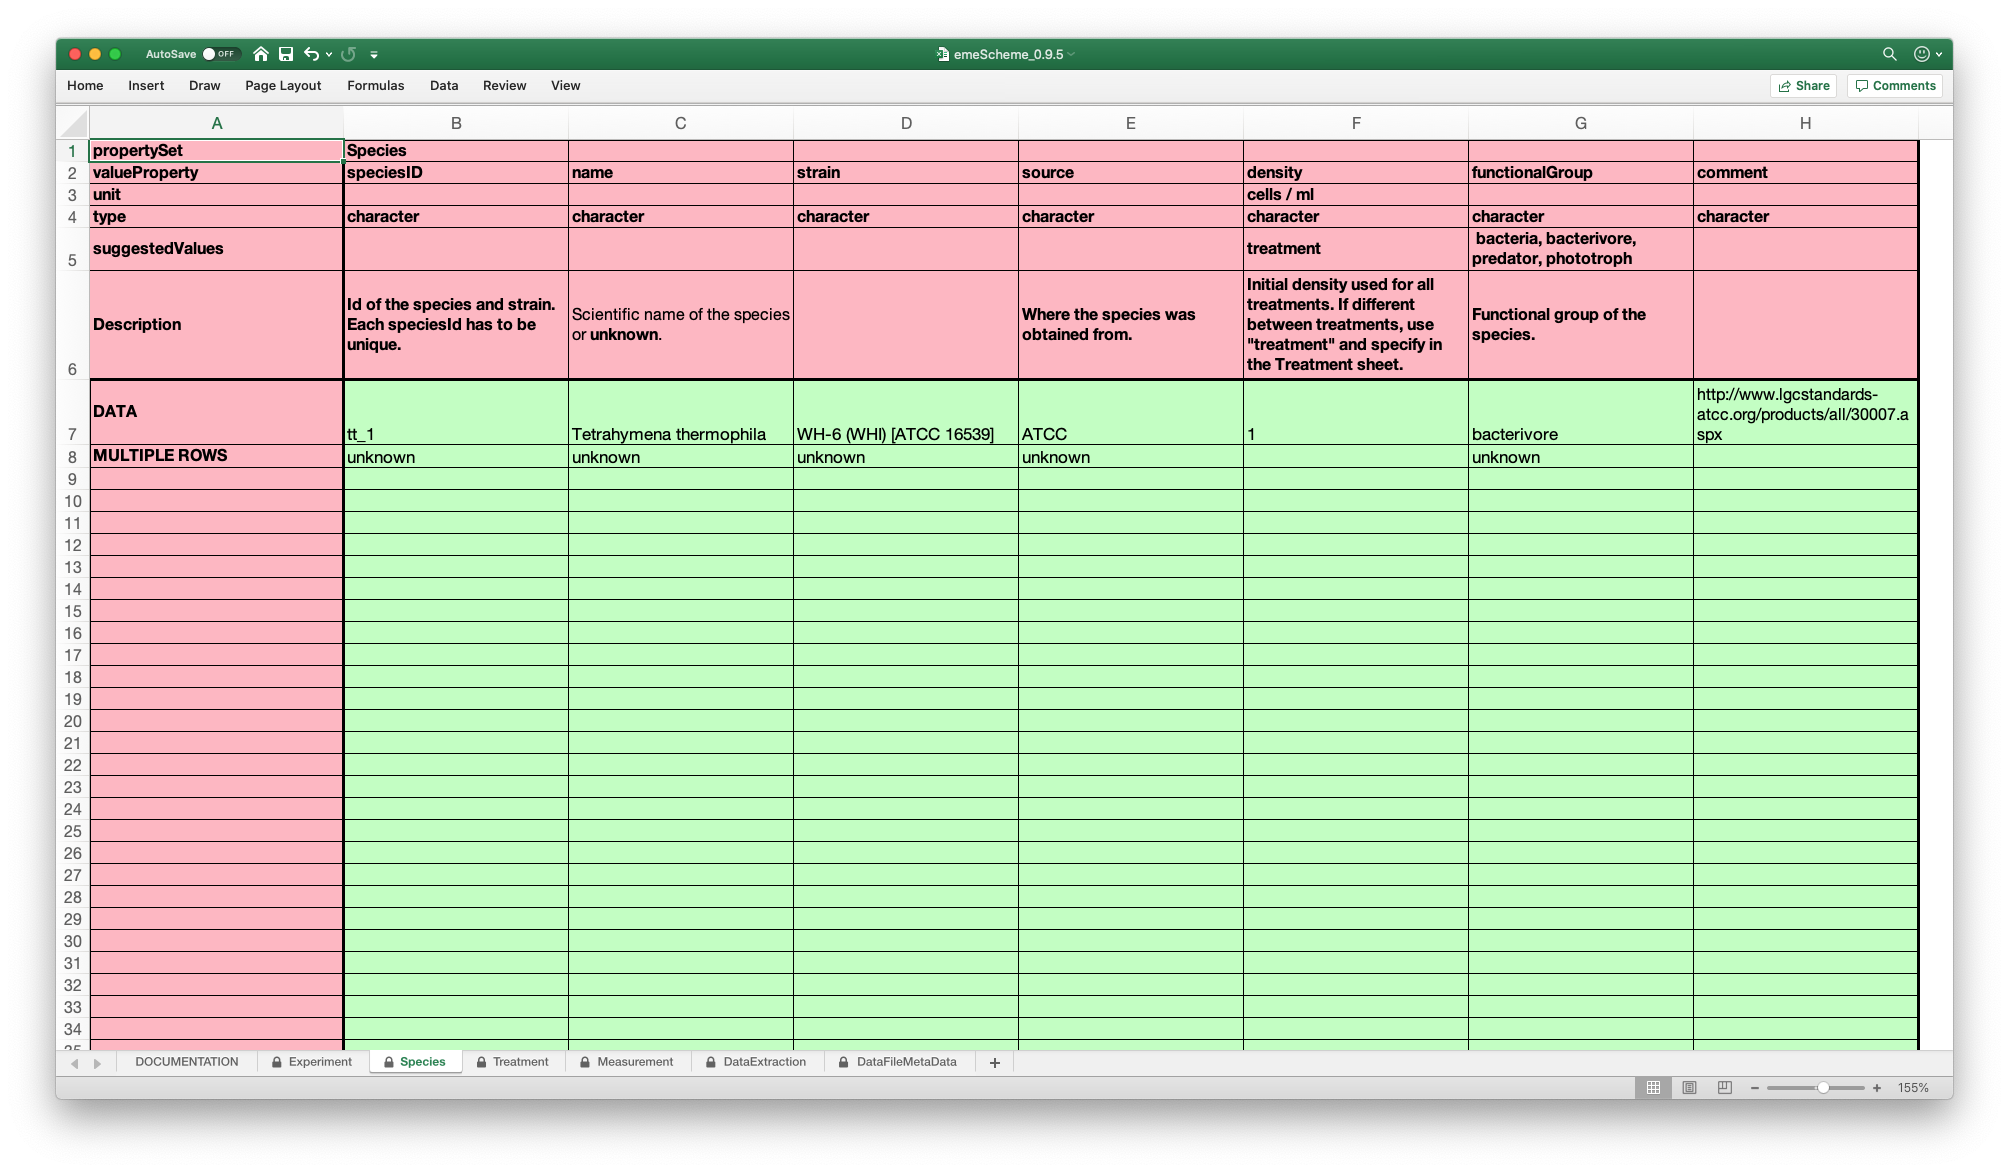 AutoSave OFF emeScheme_0.9.5
Home Insert Draw Page Layout Formulas Data Review View Share Comments
A B C D E F G H
1 propertySet Species
2 valueProperty speciesID name strain source density functionalGroup comment
3 unit cells / ml
4 type character character character character character character character
5 suggestedValues treatment bacteria, bacterivore,
predator, phototroph
6 Description
Id of the species and strain.
Each speciesId has to be
unique.
Scientific name of the species
or unknown.
Where the species was
obtained from.
Initial density used for all
treatments. If different
between treatments, use
"treatment" and specify in
the Treatment sheet.
Functional group of the
species.
7 DATA tt_1 Tetrahymena thermophila WH-6 (WHI) [ATCC 16539] ATCC 1 bacterivore
http://www.lgcstandards-
atcc.org/products/all/30007.a
spx
8 MULTIPLE ROWS unknown unknown unknown unknown unknown
9
10
11
12
13
14
15
16
17
18
19
20
21
22
23
24
25
26
27
28
29
30
31
32
33
34
35
DOCUMENTATION Experiment Species Treatment Measurement DataExtraction DataFileMetaData +
155%